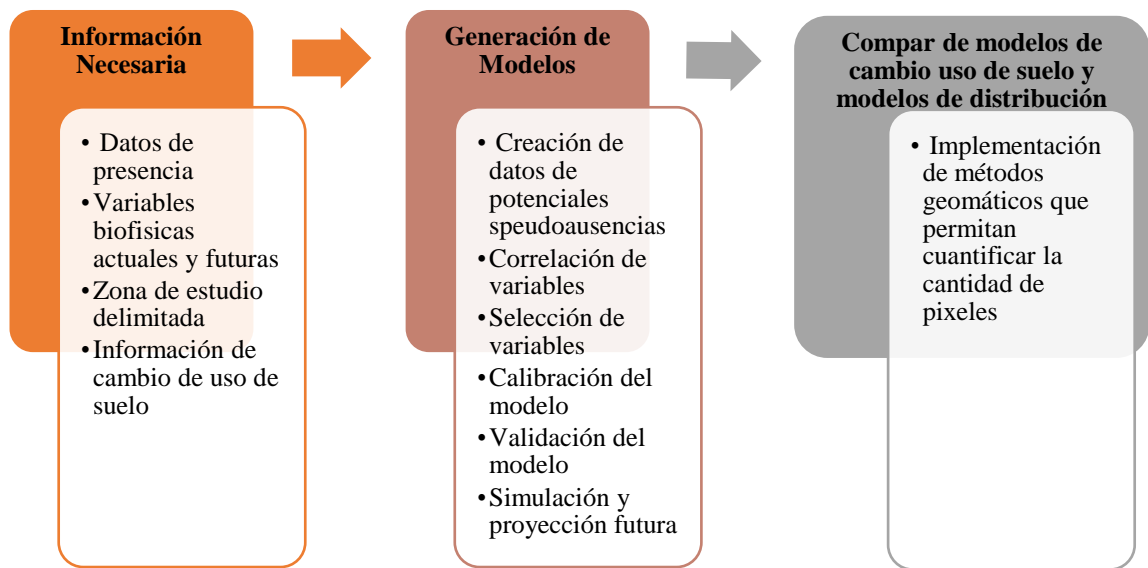 Información
Necesaria
• Datos de
presencia
•Variables
biofisicas
actuales y futuras
•Zona de estudio
delimitada
•Información de
cambio de uso de
suelo
Generación de
Modelos
• Creación de
datos de
potenciales
speudoausencias
•Correlación de
variables
•Selección de
variables
•Calibración del
modelo
•Validación del
modelo
•Simulación y
proyección futura
Compar de modelos de
cambio uso de suelo y
modelos de distribución
• Implementación
de métodos
geomáticos que
permitan
cuantificar la
cantidad de
pixeles